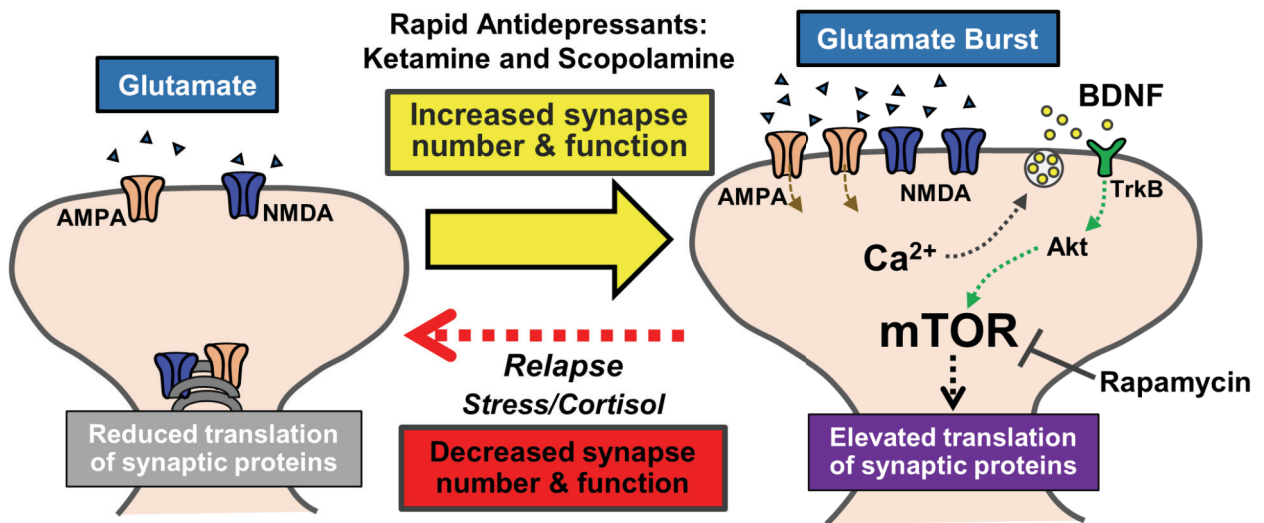 Glutamate
AMPA
NMDA
Reduced translation
of synaptic proteins
Rapid Antidepressants:
Ketamine and Scopolamine
Increased synapse
number & function
Relapse
Stress/Cortisol
Decreased synapse
number & function
Glutamate Burst
BDNF
AMPA
NMDA
TrkB
Ca²⁺
Akt
mTOR
Rapamycin
Elevated translation
of synaptic proteins